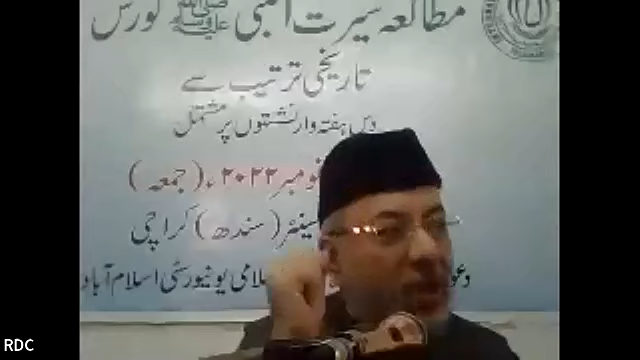 مطالعہ سیرت النبی ﷺ کورس
تاریخی ترتیب سے
دس ہفتہ وار نشستوں پر مشتمل
نومبر ۲۰۲۲ء (جمعہ)
سینٹر (سندھ) کراچی
یونیورسٹی اسلام آباد
RDC